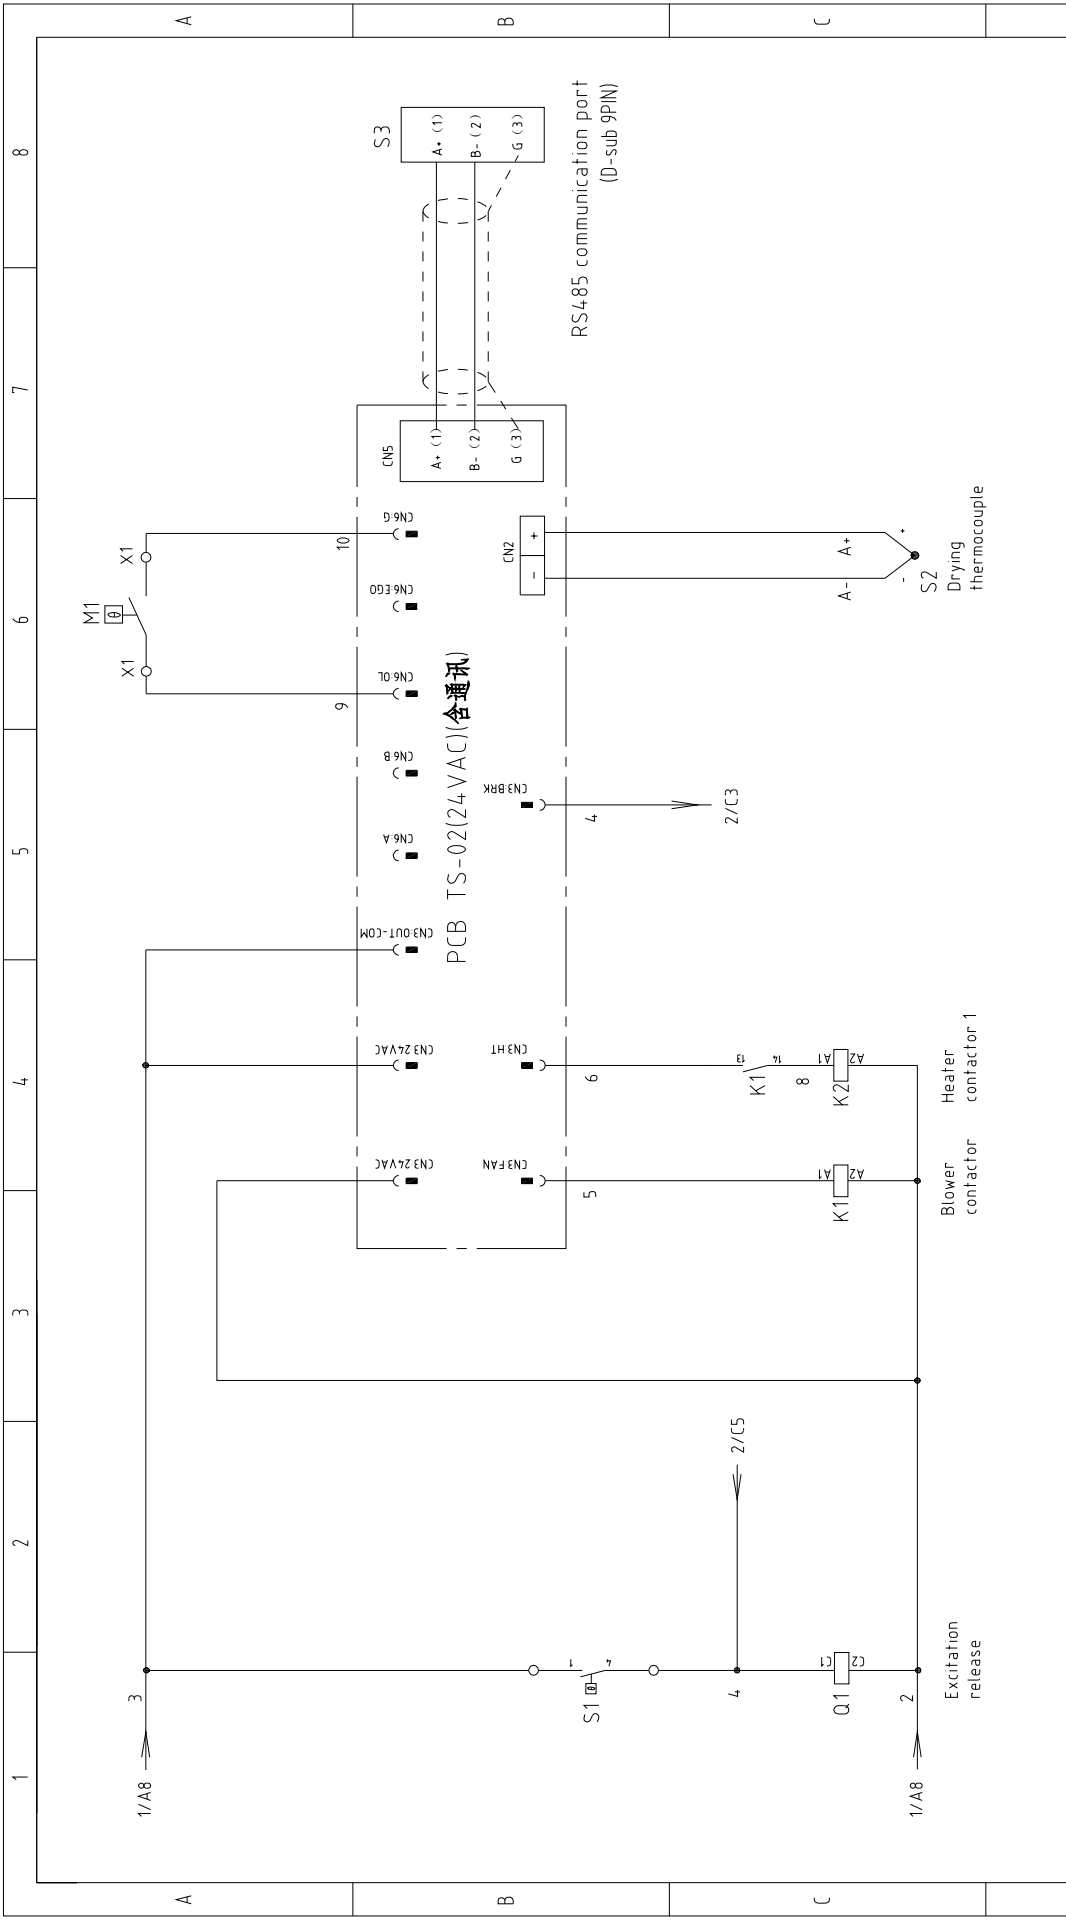 1
2
3
4
5
6
7
8
A
B
C
A
B
C
1/A8
3
1/A8
2
S1
θ
1
4
4
2/C5
Q1
C1
C2
Excitation
release
M1
θ
X1
X1
9
10
CN3:24VAC
CN3:24VAC
CN3:OUT-COM
CN6:A
CN6:B
CN6:OL
CN6:EGO
CN6:G
PCB TS-02(24VAC)(含通讯)
CN3:FAN
CN3:HT
CN3:BRK
5
6
4
2/C3
K1
A1
A2
K1
13
14
8
K2
A1
A2
Blower
contactor
Heater
contactor 1
CN2
- +
A- A+
- +
S2
Drying
thermocouple
CN5
A+ (1)
B- (2)
G (3)
S3
A+ (1)
B- (2)
G (3)
RS485 communication port
(D-sub 9PIN)